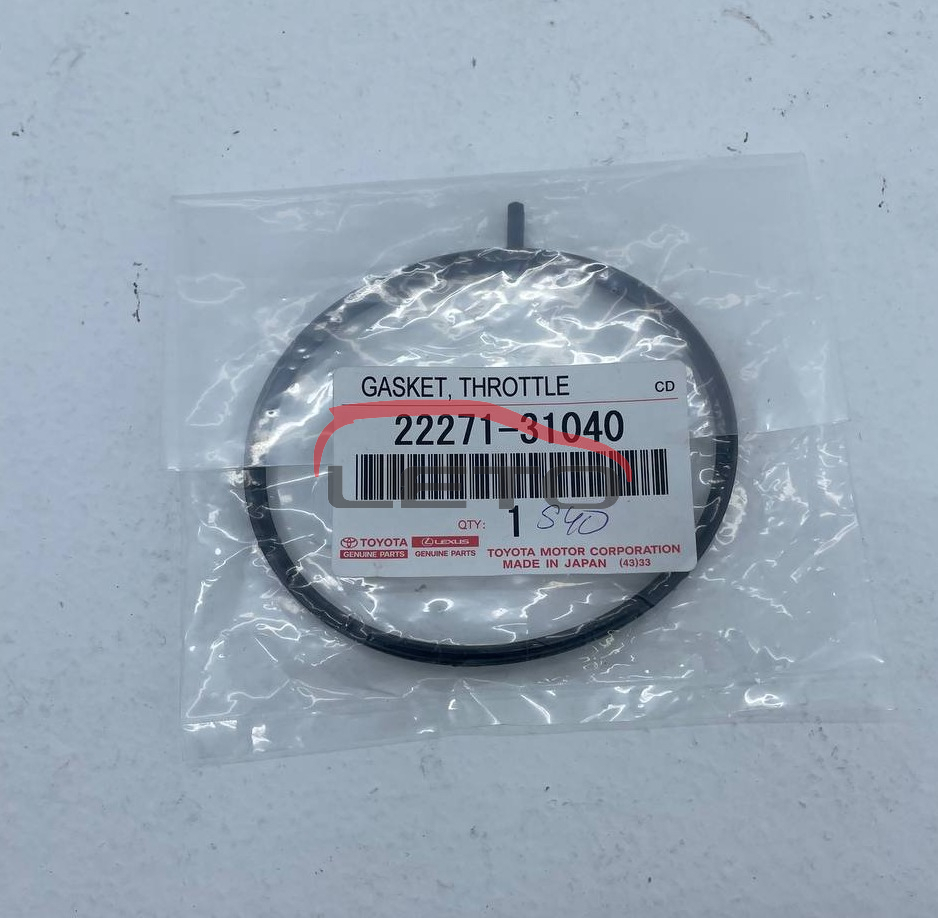 GASKET, THROTTLE CD
22271-31040
LETO
QTY: 1 S40
TOYOTA LEXUS
GENUINE PARTS GENUINE PARTS
TOYOTA MOTOR CORPORATION
MADE IN JAPAN (43)33